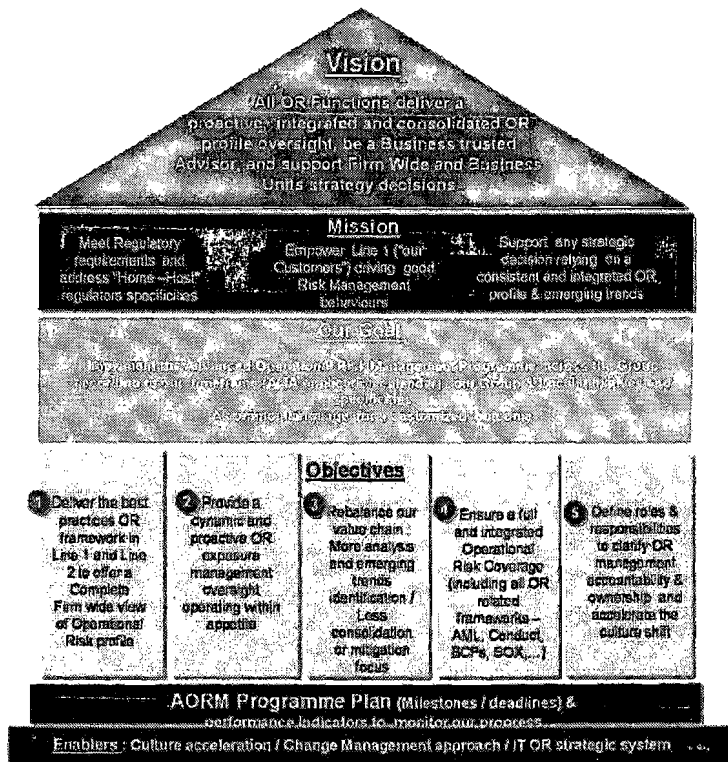 Vision
"All OR Functions deliver a
proactive, integrated and consolidated OR
profile oversight, be a Business trusted
Advisor, and support Firm Wide and Business
Units strategy decisions
Mission
Meet Regulatory
requirements and
address "Home –Host"
regulators specificities
Empower Line 1 ("our
Customers") driving good
Risk Management
behaviours
Support any strategic
decision relying on a
consistent and integrated OR
profile & emerging trends
Our Goal
Operational Risk Management Programme across the Group
Objectives
1 Deliver the best
practices OR
framework in
Line 1 and Line
2 to offer a
Complete
Firm wide view
of Operational
Risk profile
2 Provide a
dynamic and
proactive OR
exposure
management
oversight
operating within
appetite
3 Rebalance our
value chain
More analysis
and emerging
trends
identification /
Less
consolidation
or mitigation
focus
4 Ensure a full
and integrated
Operational
Risk Coverage
(including all OR
related
frameworks –
AML, Conduct,
BCPs, SOX,...)
5 Define roles &
responsibilities
to clarify OR
management
accountability &
ownership and
accelerate the
culture shift
AORM Programme Plan (Milestones / deadlines) &
performance indicators to monitor our process
Enablers : Culture acceleration / Change Management approach / IT OR strategic system